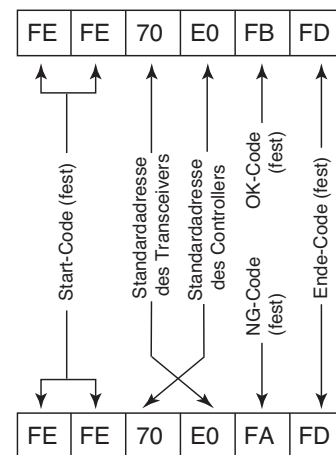 FE FE 70 E0 FB FD
Start-Code (fest)
Standardadresse
des Transceivers
Standardadresse
des Controllers
OK-Code
(fest)
NG-Code
(fest)
Ende-Code (fest)
FE FE 70 E0 FA FD